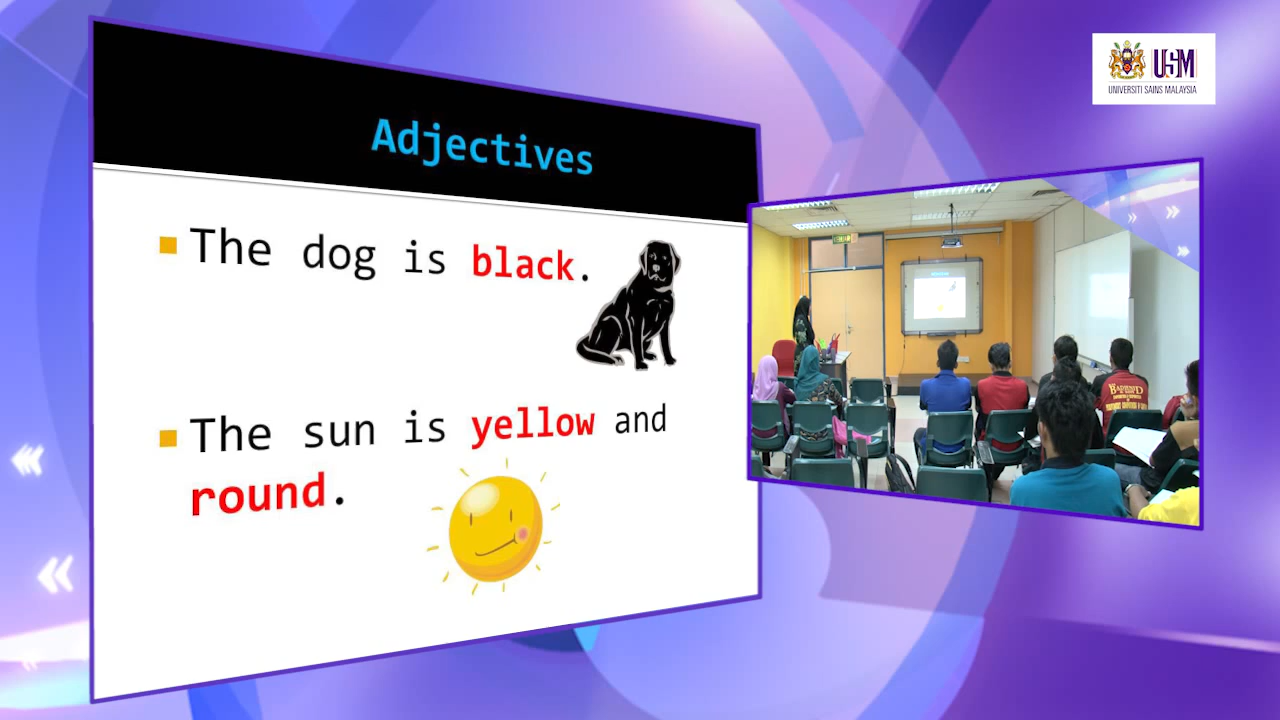 Adjectives
The dog is black.
The sun is yellow and
round.
USM
UNIVERSITI SAINS MALAYSIA